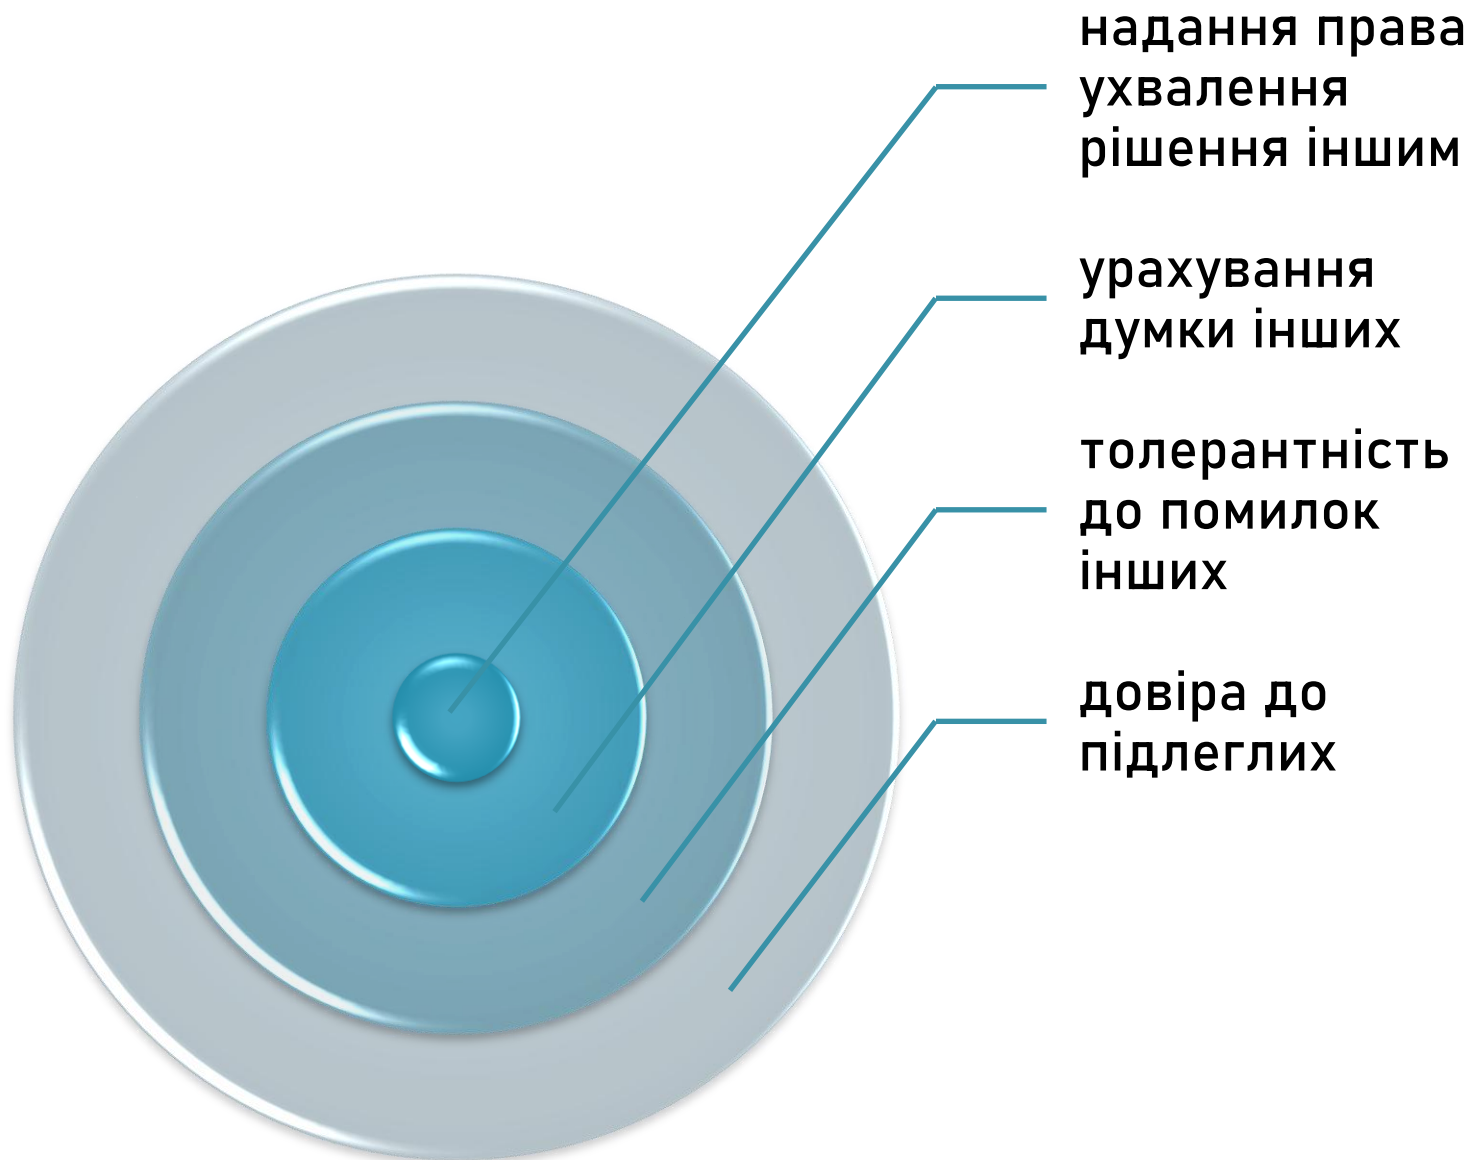 надання права
ухвалення
рішення іншим
урахування
думки інших
толерантність
до помилок
інших
довіра до
підлеглих